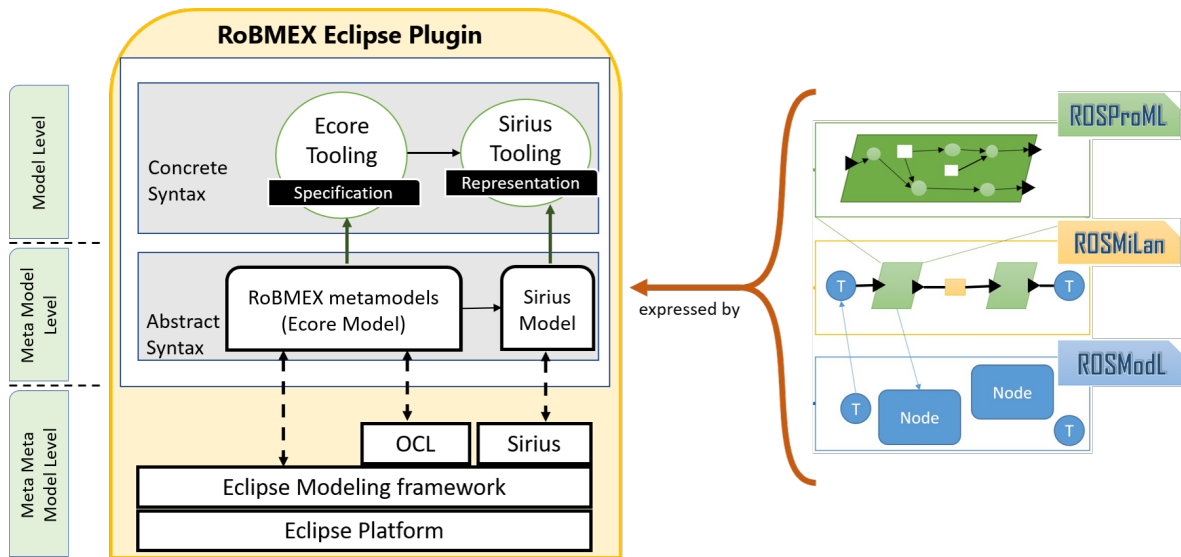 RoBMEX Eclipse Plugin
Model Level
Meta Model
Level
Meta Meta
Model Level
Concrete
Syntax
Ecore
Tooling
Specification
Sirius
Tooling
Representation
Abstract
Syntax
RoBMEX metamodels
(Ecore Model)
Sirius
Model
OCL
Sirius
Eclipse Modeling framework
Eclipse Platform
expressed by
ROSProML
ROSMiLan
T
T
ROSModL
T
Node
Node
T